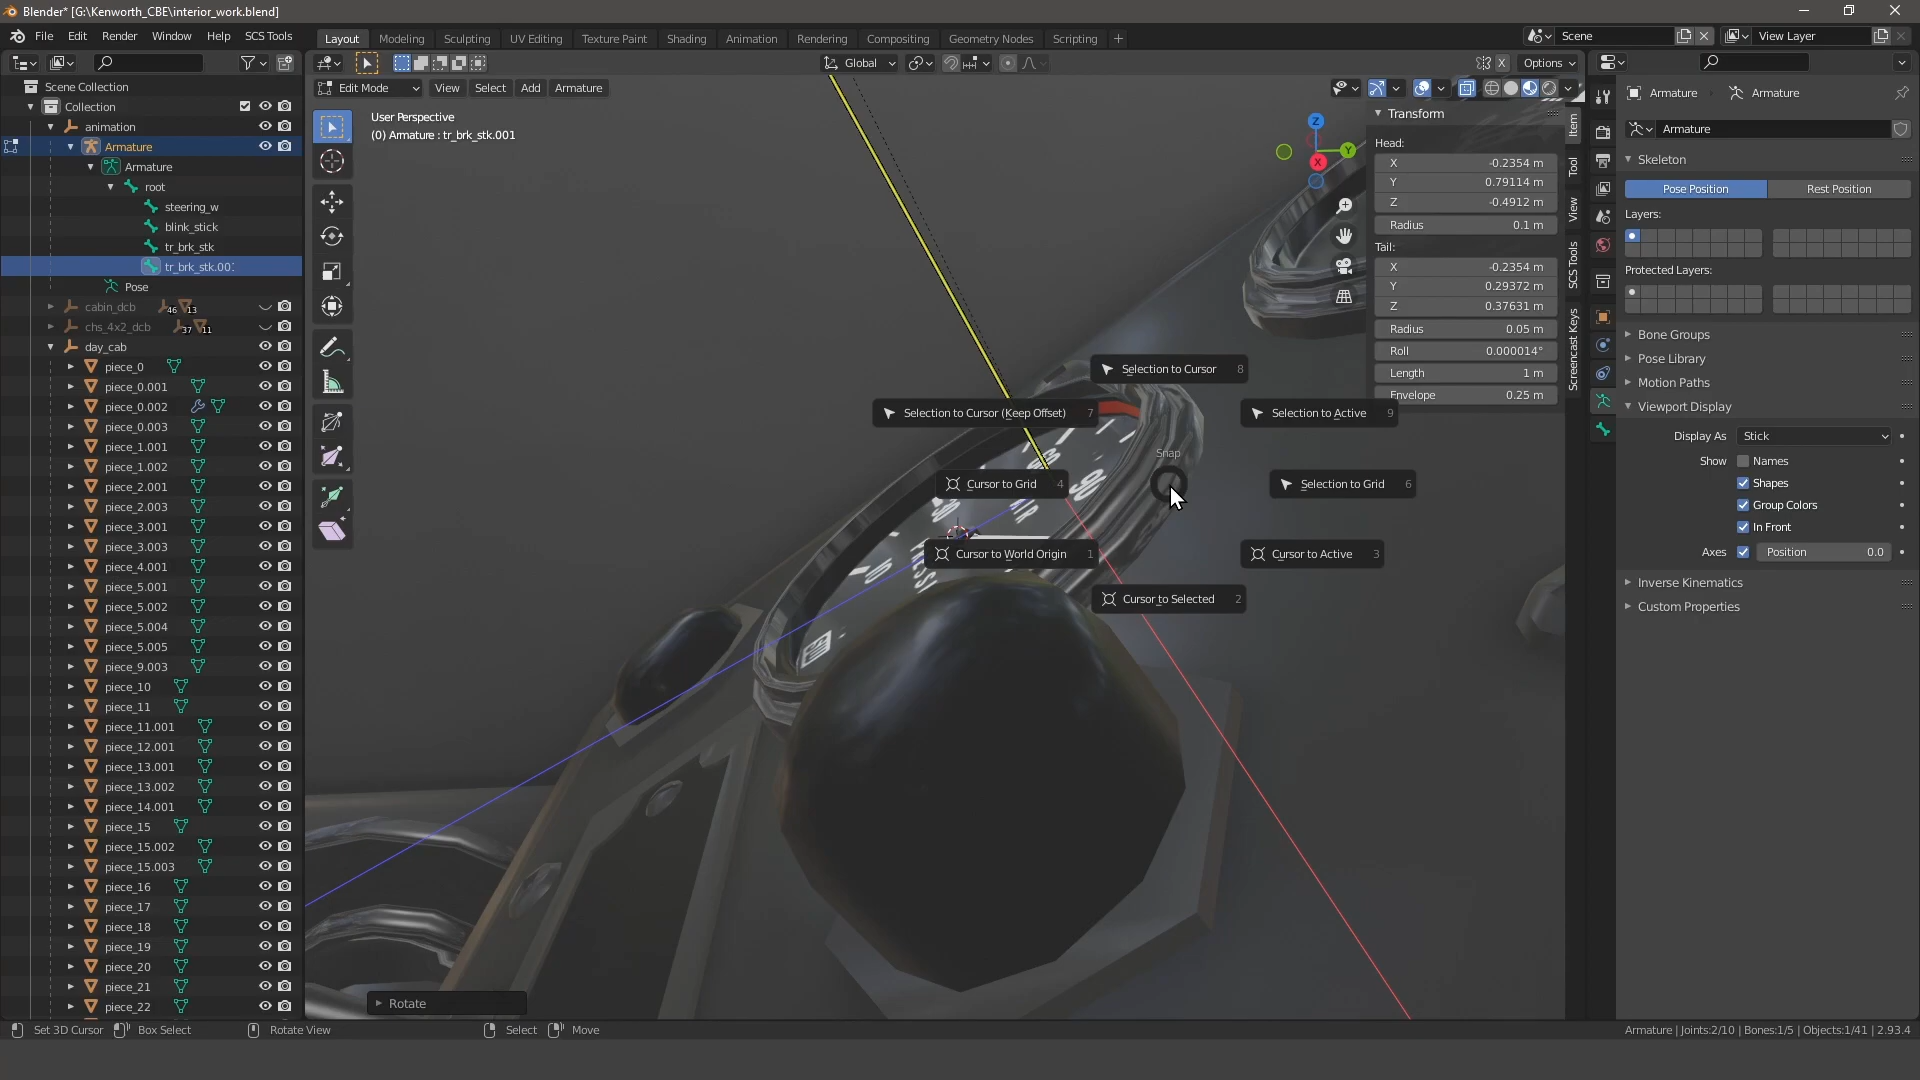 Blender* [G:\Kenworth_CBE\interior_work.blend]
File Edit Render Window Help SCS Tools
Layout Modeling Sculpting UV Editing Texture Paint Shading Animation Rendering Compositing Geometry Nodes Scripting +
Scene
View Layer
Global
X
Options
Edit Mode View Select Add Armature
User Perspective
(0) Armature : tr_brk_stk.001
Scene Collection
Collection
animation
Armature
Armature
root
steering_w
blink_stick
tr_brk_stk
tr_brk_stk.00
Pose
cabin_dcb 46 13
chs_4x2_dcb 37 11
day_cab
piece_0
piece_0.001
piece_0.002
piece_0.003
piece_1.001
piece_1.002
piece_2.001
piece_2.003
piece_3.001
piece_3.003
piece_4.001
piece_5.001
piece_5.002
piece_5.004
piece_5.005
piece_9.003
piece_10
piece_11
piece_11.001
piece_12.001
piece_13.001
piece_13.002
piece_14.001
piece_15
piece_15.002
piece_15.003
piece_16
piece_17
piece_18
piece_19
piece_20
piece_21
piece_22
Z
Y
X
Selection to Cursor 8
Selection to Cursor (Keep Offset) 7
Selection to Active 9
Snap
Cursor to Grid 4
Selection to Grid 6
Cursor to World Origin 1
Cursor to Active 3
Cursor to Selected 2
AIR
Rotate
Transform
Head:
X -0.2354 m
Y 0.79114 m
Z -0.4912 m
Radius 0.1 m
Tail:
X -0.2354 m
Y 0.29372 m
Z 0.37631 m
Radius 0.05 m
Roll 0.000014°
Length 1 m
Envelope 0.25 m
Item
Tool
View
SCS Tools
Screencast Keys
Armature Armature
Armature
Skeleton
Pose Position Rest Position
Layers:
Protected Layers:
Bone Groups
Pose Library
Motion Paths
Viewport Display
Display As Stick
Show Names
Shapes
Group Colors
In Front
Axes Position 0.0
Inverse Kinematics
Custom Properties
Set 3D Cursor Box Select Rotate View Select Move
Armature | Joints:2/10 | Bones:1/5 | Objects:1/41 | 2.93.4